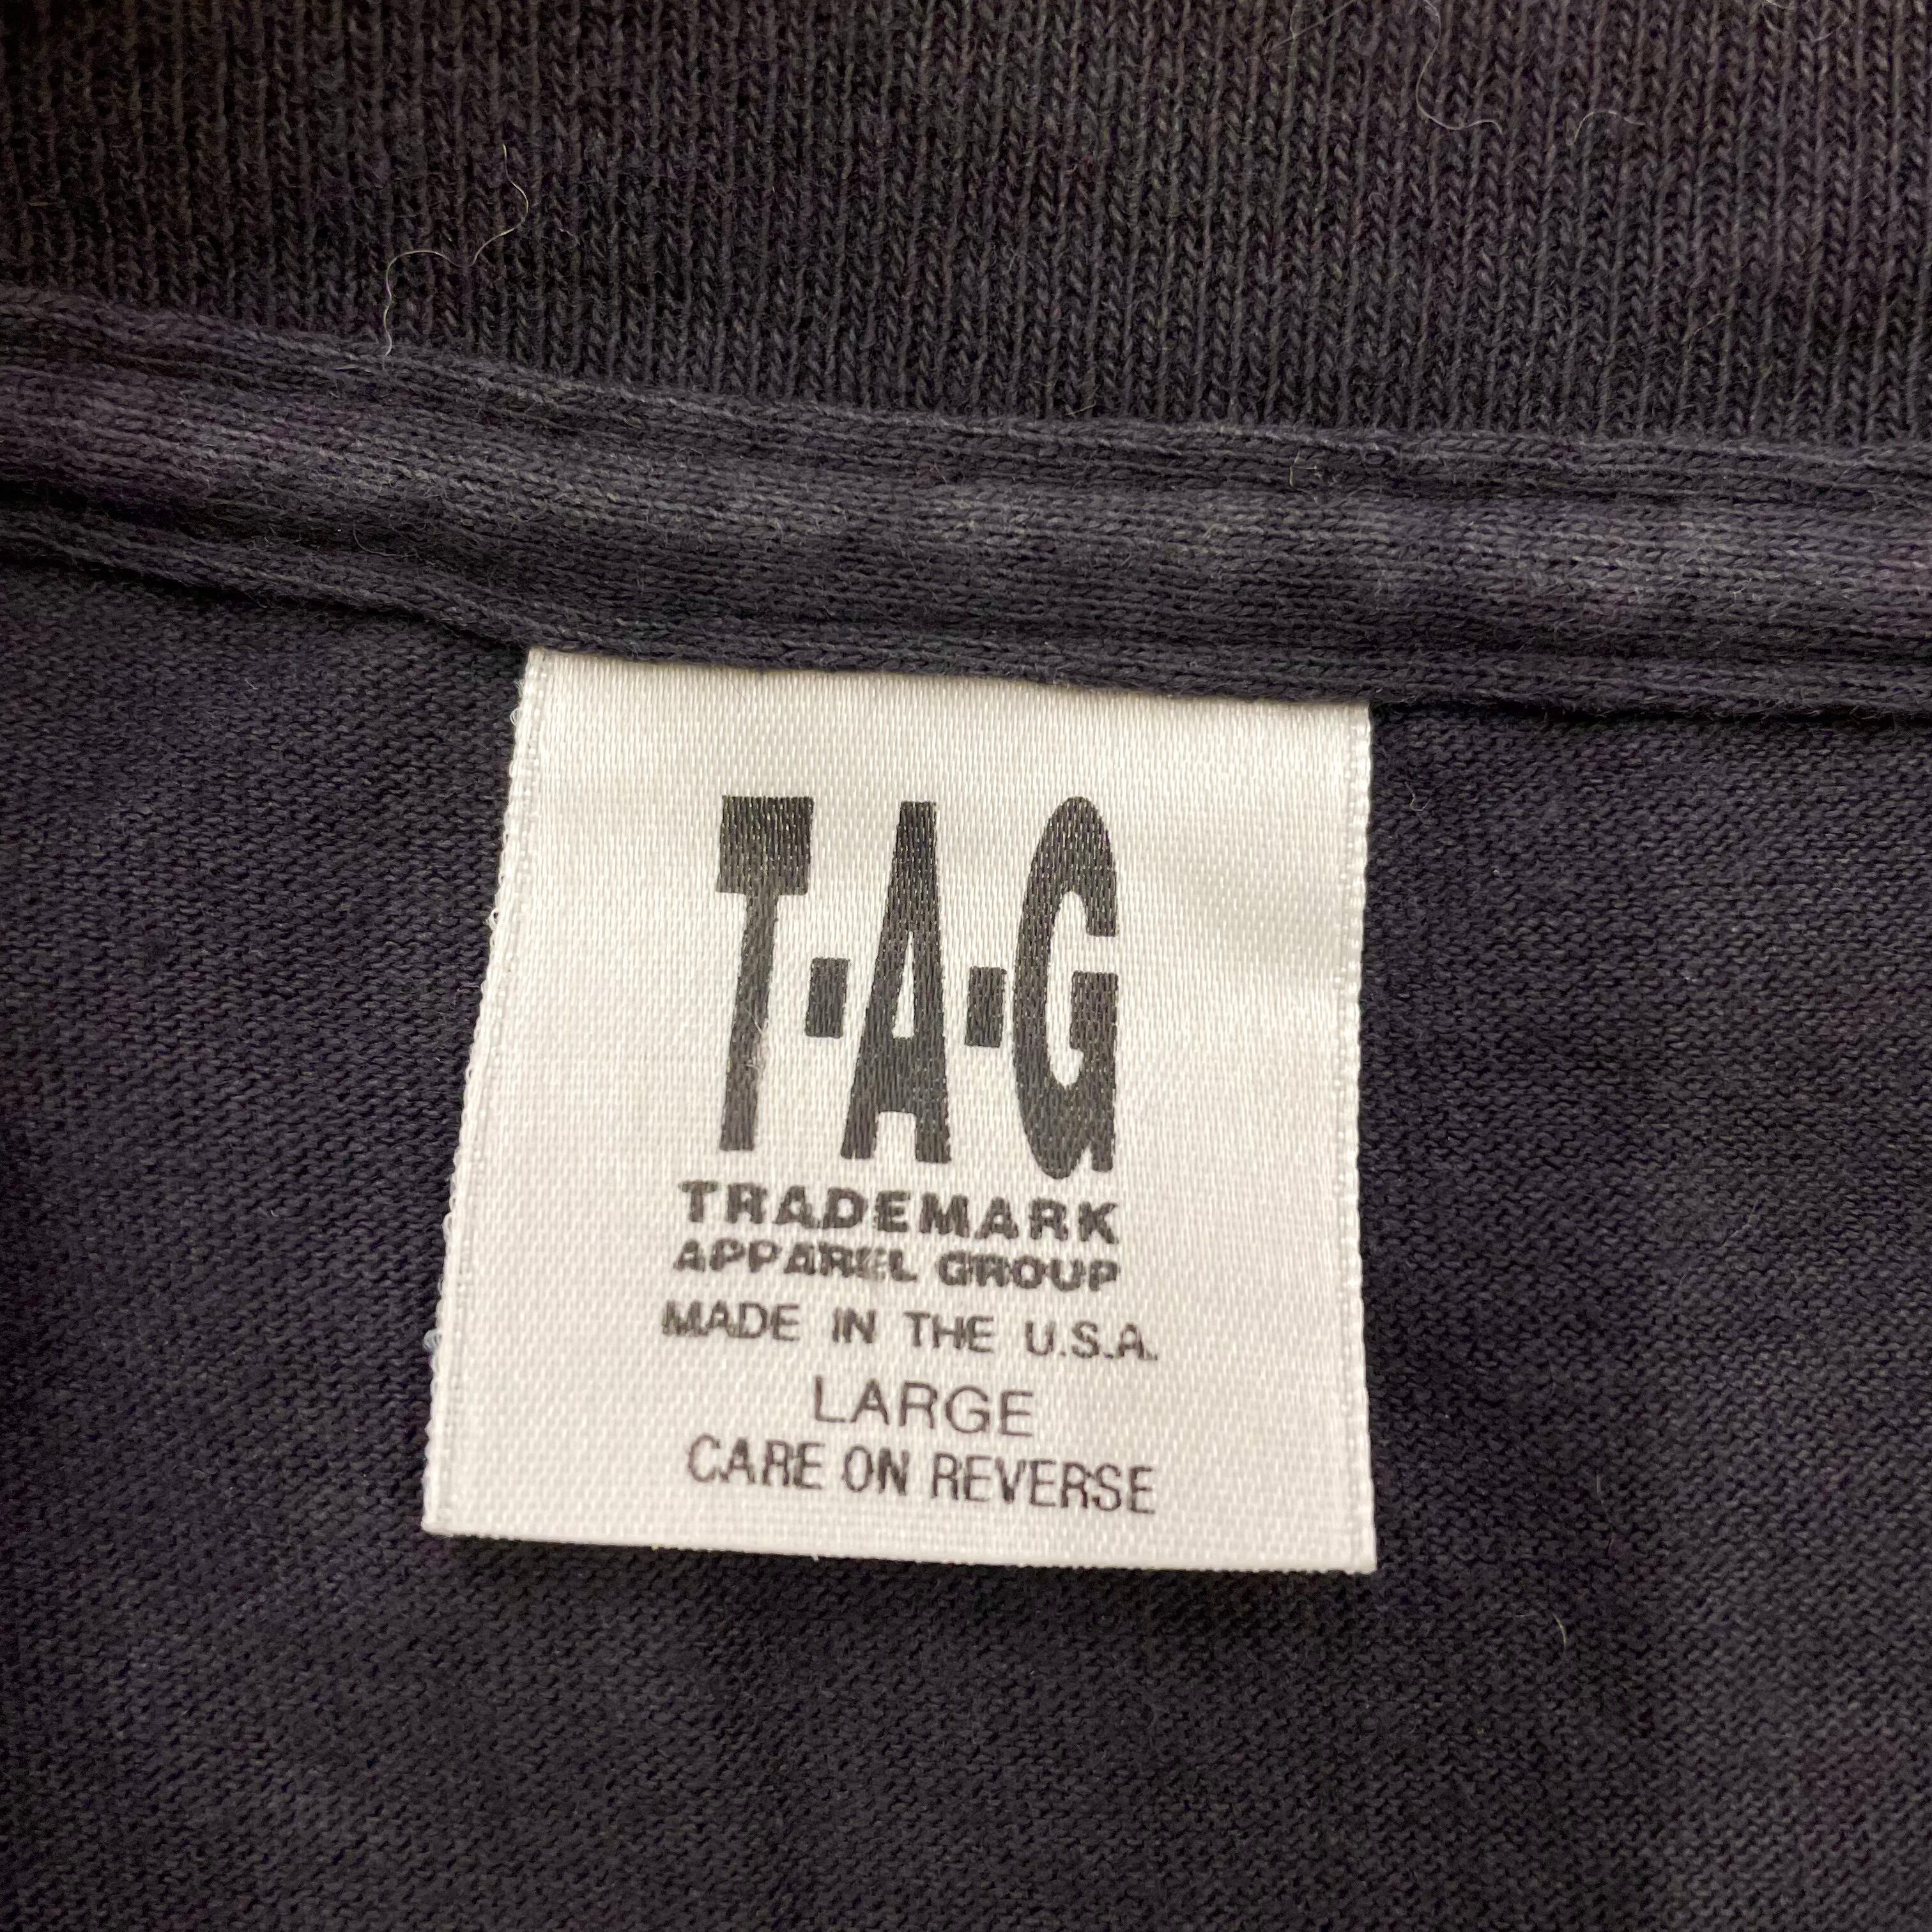 T-A-G
TRADEMARK
APPAREL GROUP
MADE IN THE U.S.A.
LARGE
CARE ON REVERSE